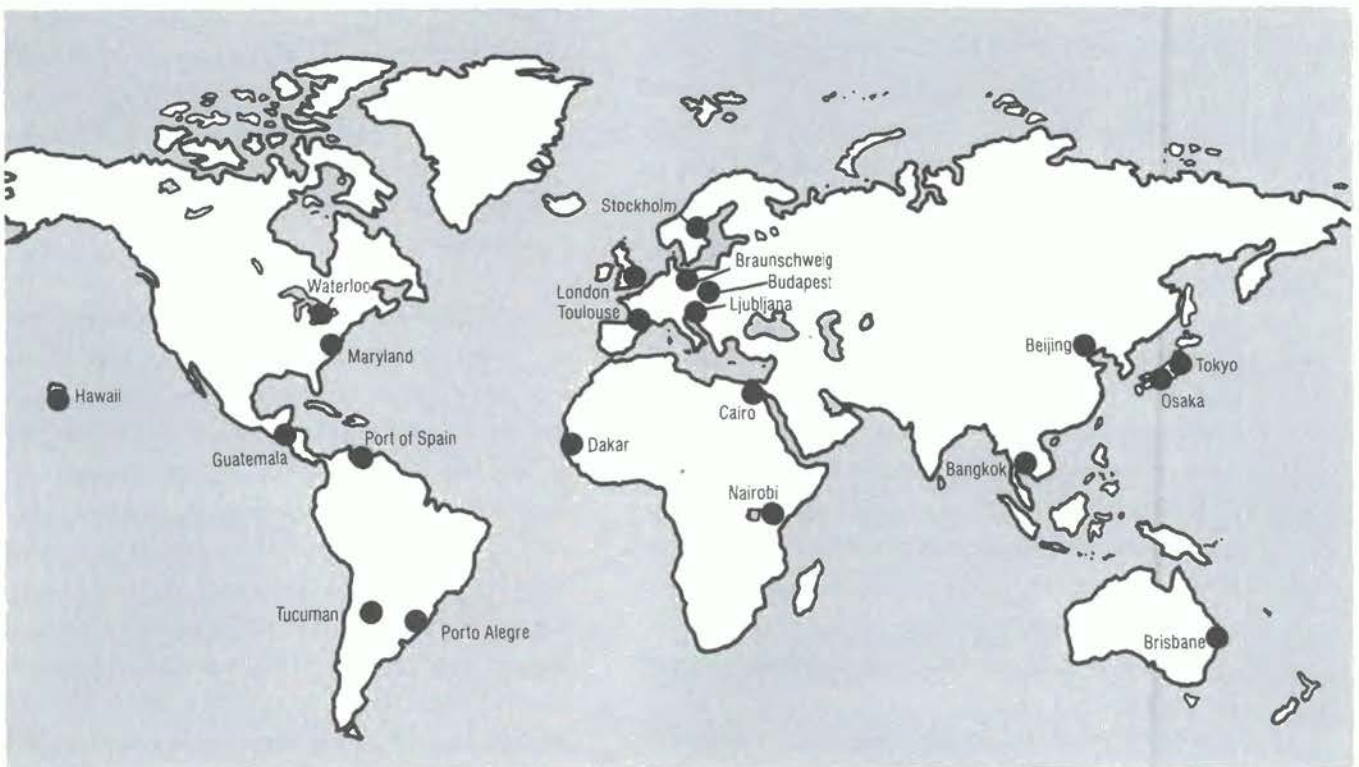 Stockholm
Braunschweig
Budapest
London
Ljubljana
Toulouse
Waterloo
Maryland
Hawaii
Beijing
Tokyo
Osaka
Cairo
Port of Spain
Guatemala
Dakar
Bangkok
Nairobi
Tucuman
Porto Alegre
Brisbane